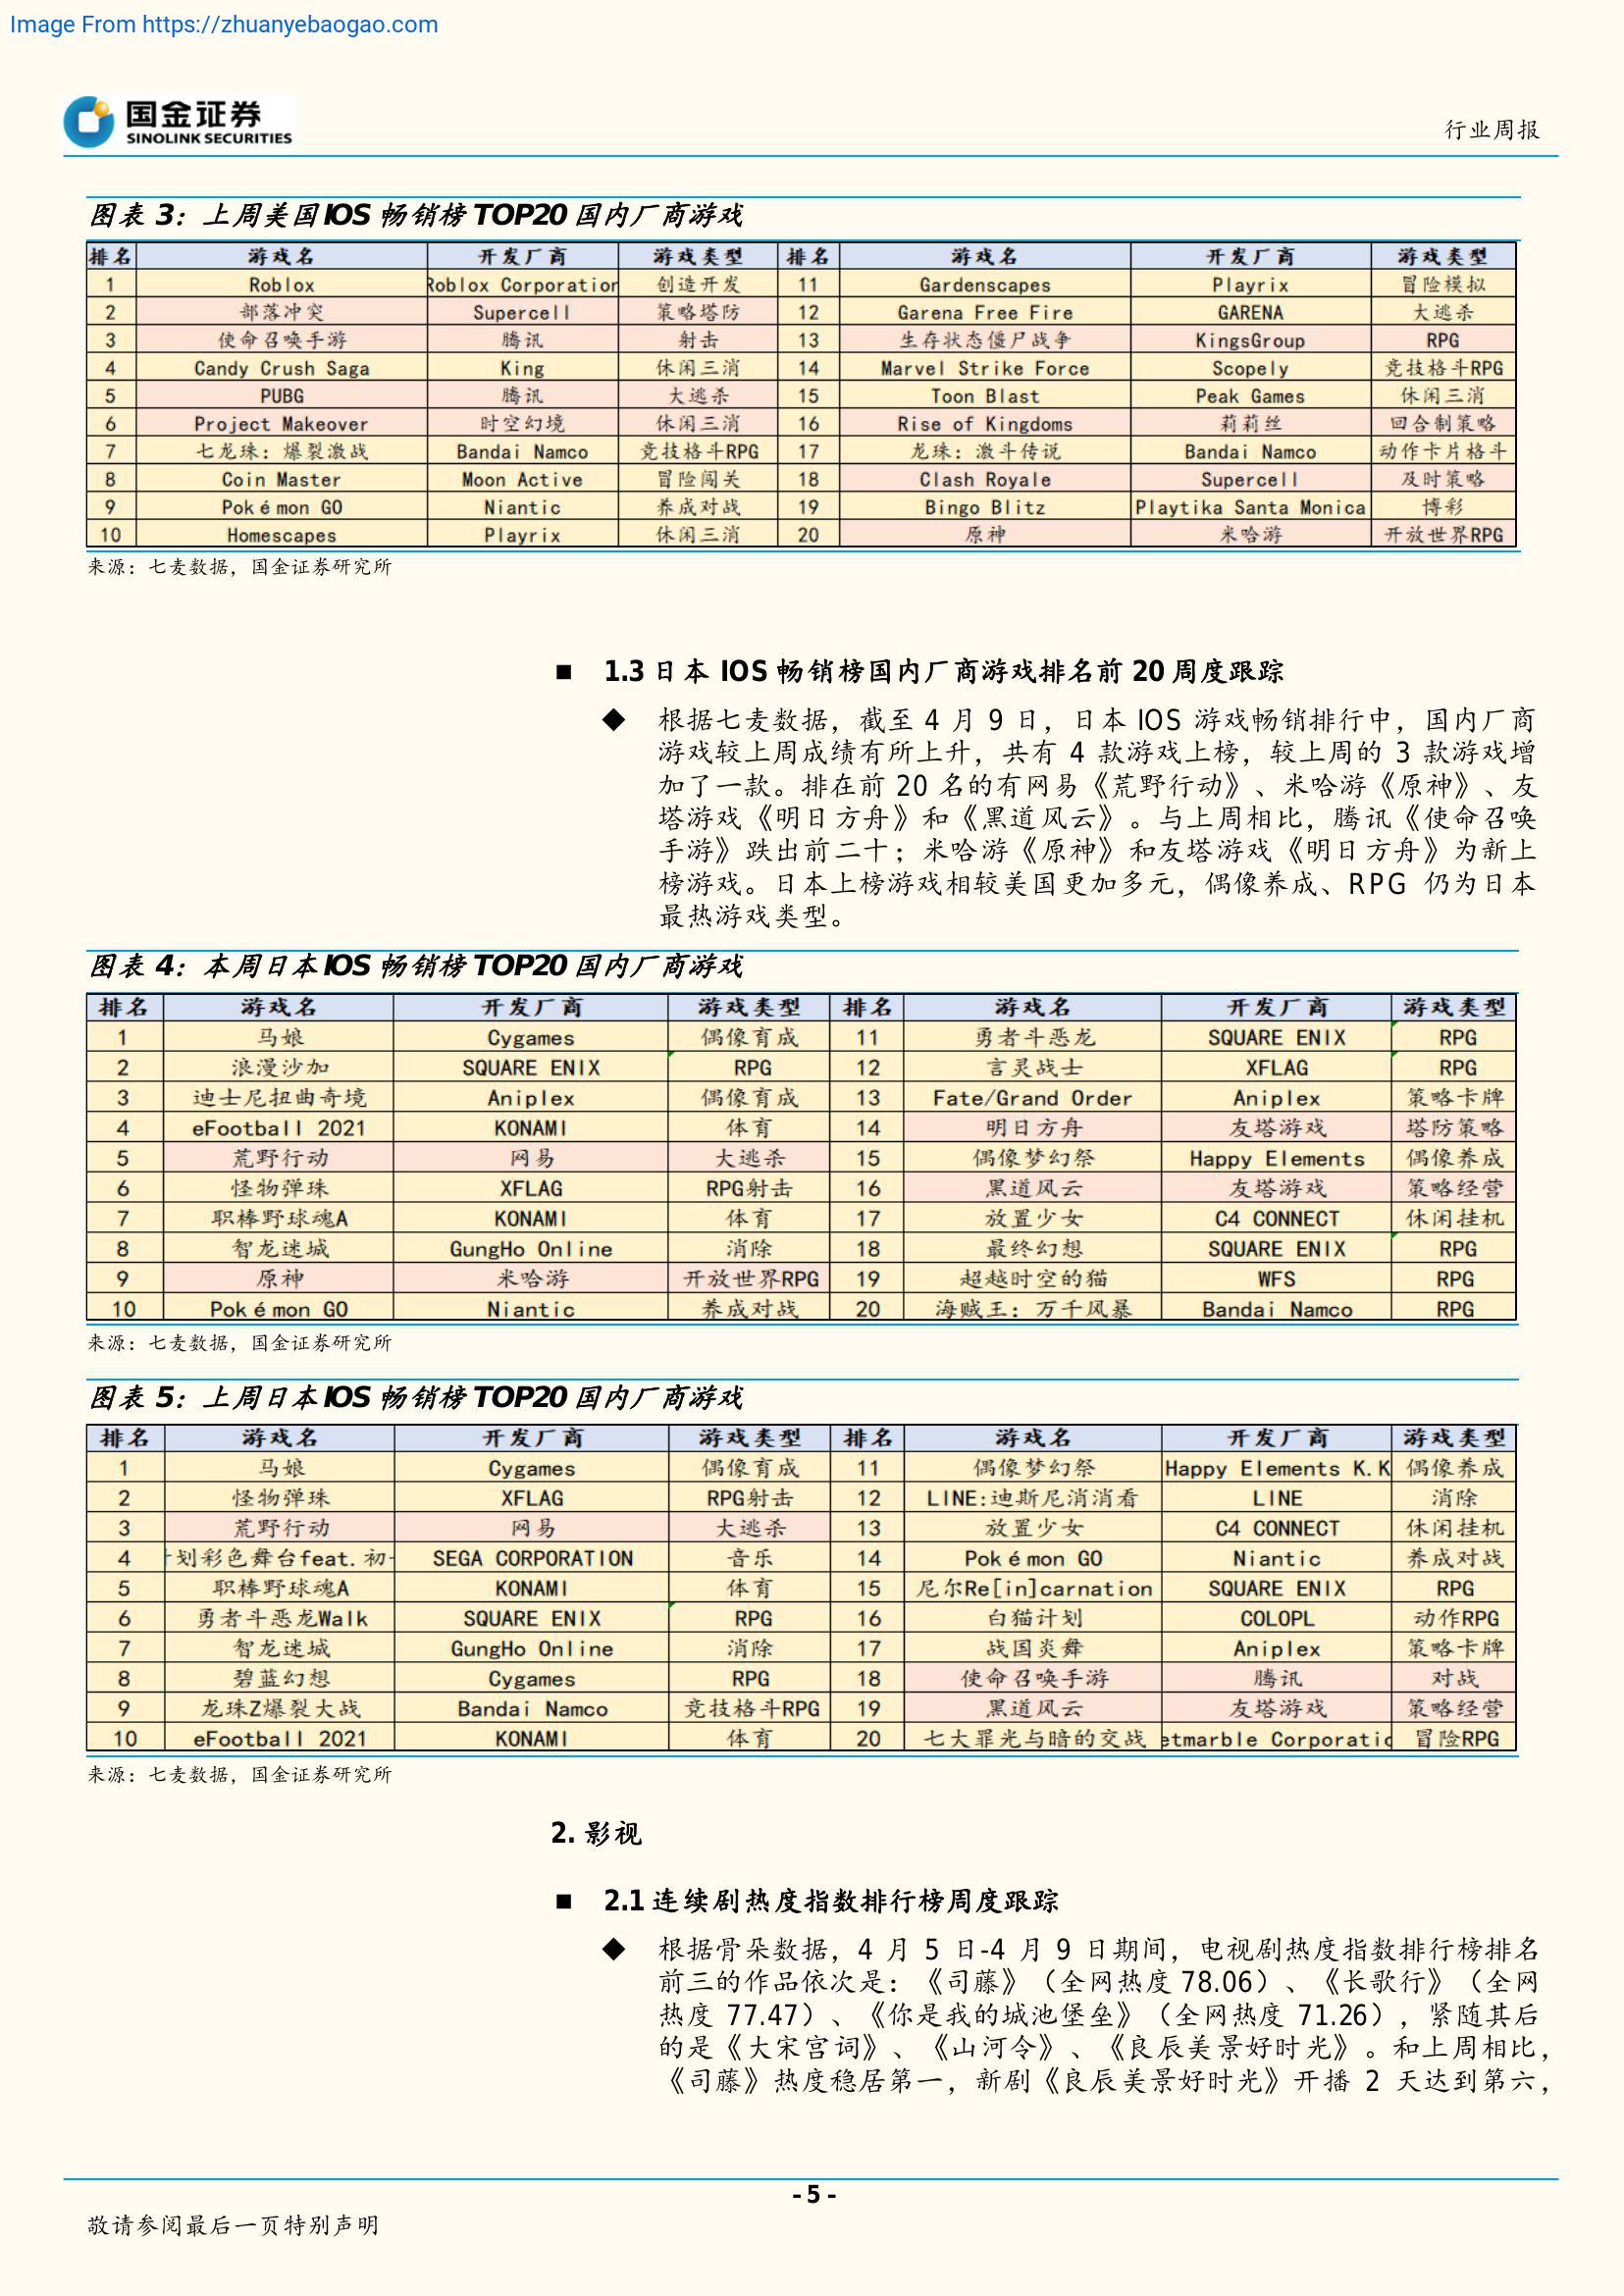 Image From https://zhuanyebaogao.com
国金证券
SINOLINK SECURITIES
行业周报
图表 3：上周美国IOS 畅销榜 TOP20 国内厂商游戏
排名 游戏名 开发厂商 游戏类型 排名 游戏名 开发厂商 游戏类型
1 Roblox Roblox Corporation 创造开发 11 Gardenscapes Playrix 冒险模拟
2 部落冲突 Supercell 策略塔防 12 Garena Free Fire GARENA 大逃杀
3 使命召唤手游 腾讯 射击 13 生存状态僵尸战争 KingsGroup RPG
4 Candy Crush Saga King 休闲三消 14 Marvel Strike Force Scopely 竞技格斗RPG
5 PUBG 腾讯 大逃杀 15 Toon Blast Peak Games 休闲三消
6 Project Makeover 时空幻境 休闲三消 16 Rise of Kingdoms 莉莉丝 回合制策略
7 七龙珠：爆裂激战 Bandai Namco 竞技格斗RPG 17 龙珠：激斗传说 Bandai Namco 动作卡片格斗
8 Coin Master Moon Active 冒险闯关 18 Clash Royale Supercell 及时策略
9 Pokémon GO Niantic 养成对战 19 Bingo Blitz Playtika Santa Monica 博彩
10 Homescapes Playrix 休闲三消 20 原神 米哈游 开放世界RPG
来源：七麦数据，国金证券研究所
■ 1.3 日本 IOS 畅销榜国内厂商游戏排名前 20 周度跟踪
◆ 根据七麦数据，截至 4 月 9 日，日本 IOS 游戏畅销排行中，国内厂商
游戏较上周成绩有所上升，共有 4 款游戏上榜，较上周的 3 款游戏增
加了一款。排在前 20 名的有网易《荒野行动》、米哈游《原神》、友
塔游戏《明日方舟》和《黑道风云》。与上周相比，腾讯《使命召唤
手游》跌出前二十；米哈游《原神》和友塔游戏《明日方舟》为新上
榜游戏。日本上榜游戏相较美国更加多元，偶像养成、RPG 仍为日本
最热游戏类型。
图表 4：本周日本IOS 畅销榜 TOP20 国内厂商游戏
排名 游戏名 开发厂商 游戏类型 排名 游戏名 开发厂商 游戏类型
1 马娘 Cygames 偶像育成 11 勇者斗恶龙 SQUARE ENIX RPG
2 浪漫沙加 SQUARE ENIX RPG 12 言灵战士 XFLAG RPG
3 迪士尼扭曲奇境 Aniplex 偶像育成 13 Fate/Grand Order Aniplex 策略卡牌
4 eFootball 2021 KONAMI 体育 14 明日方舟 友塔游戏 塔防策略
5 荒野行动 网易 大逃杀 15 偶像梦幻祭 Happy Elements 偶像养成
6 怪物弹珠 XFLAG RPG射击 16 黑道风云 友塔游戏 策略经营
7 职棒野球魂A KONAMI 体育 17 放置少女 C4 CONNECT 休闲挂机
8 智龙迷城 GungHo Online 消除 18 最终幻想 SQUARE ENIX RPG
9 原神 米哈游 开放世界RPG 19 超越时空的猫 WFS RPG
10 Pokémon GO Niantic 养成对战 20 海贼王：万千风暴 Bandai Namco RPG
来源：七麦数据，国金证券研究所
图表 5：上周日本IOS 畅销榜 TOP20 国内厂商游戏
排名 游戏名 开发厂商 游戏类型 排名 游戏名 开发厂商 游戏类型
1 马娘 Cygames 偶像育成 11 偶像梦幻祭 Happy Elements K.K 偶像养成
2 怪物弹珠 XFLAG RPG射击 12 LINE:迪斯尼消消看 LINE 消除
3 荒野行动 网易 大逃杀 13 放置少女 C4 CONNECT 休闲挂机
4 划彩色舞台feat.初 SEGA CORPORATION 音乐 14 Pokémon GO Niantic 养成对战
5 职棒野球魂A KONAMI 体育 15 尼尔Re[in]carnation SQUARE ENIX RPG
6 勇者斗恶龙Walk SQUARE ENIX RPG 16 白猫计划 COLOPL 动作RPG
7 智龙迷城 GungHo Online 消除 17 战国炎舞 Aniplex 策略卡牌
8 碧蓝幻想 Cygames RPG 18 使命召唤手游 腾讯 对战
9 龙珠Z爆裂大战 Bandai Namco 竞技格斗RPG 19 黑道风云 友塔游戏 策略经营
10 eFootball 2021 KONAMI 体育 20 七大罪光与暗的交战 etmarble Corporatic 冒险RPG
来源：七麦数据，国金证券研究所
2. 影视
■ 2.1 连续剧热度指数排行榜周度跟踪
◆ 根据骨朵数据，4 月 5 日-4 月 9 日期间，电视剧热度指数排行榜排名
前三的作品依次是：《司藤》（全网热度 78.06）、《长歌行》（全网
热度 77.47）、《你是我的城池堡垒》（全网热度 71.26），紧随其后
的是《大宋宫词》、《山河令》、《良辰美景好时光》。和上周相比，
《司藤》热度稳居第一，新剧《良辰美景好时光》开播 2 天达到第六，
- 5 -
敬请参阅最后一页特别声明